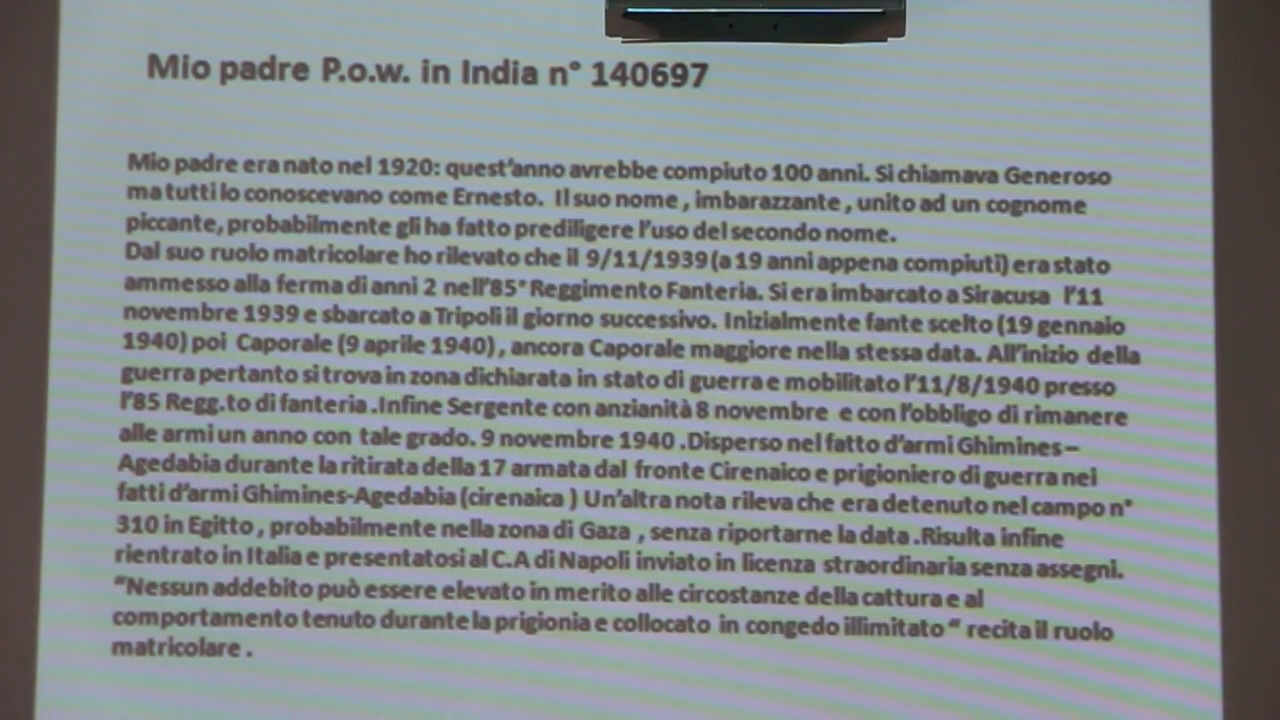 Mio padre P.o.w. in India n° 140697
Mio padre era nato nel 1920: quest'anno avrebbe compiuto 100 anni. Si chiamava Generoso
ma tutti lo conoscevano come Ernesto. Il suo nome , imbarazzante , unito ad un cognome
piccante, probabilmente gli ha fatto prediligere l'uso del secondo nome.
Dal suo ruolo matricolare ho rilevato che il 9/11/1939 (a 19 anni appena compiuti) era stato
ammesso alla ferma di anni 2 nell'85° Reggimento Fanteria. Si era imbarcato a Siracusa l'11
novembre 1939 e sbarcato a Tripoli il giorno successivo. Inizialmente fante scelto (19 gennaio
1940) poi Caporale (9 aprile 1940) , ancora Caporale maggiore nella stessa data. All'inizio della
guerra pertanto si trova in zona dichiarata in stato di guerra e mobilitato l'11/8/1940 presso
l'85 Regg.to di fanteria .Infine Sergente con anzianità 8 novembre e con l'obbligo di rimanere
alle armi un anno con tale grado. 9 novembre 1940 .Disperso nel fatto d'armi Ghimines –
Agedabia durante la ritirata della 17 armata dal fronte Cirenaico e prigioniero di guerra nei
fatti d'armi Ghimines-Agedabia (cirenaica ) Un'altra nota rileva che era detenuto nel campo n°
310 in Egitto , probabilmente nella zona di Gaza , senza riportarne la data .Risulta infine
rientrato in Italia e presentatosi al C.A di Napoli inviato in licenza straordinaria senza assegni.
"Nessun addebito può essere elevato in merito alle circostanze della cattura e al
comportamento tenuto durante la prigionia e collocato in congedo illimitato " recita il ruolo
matricolare .